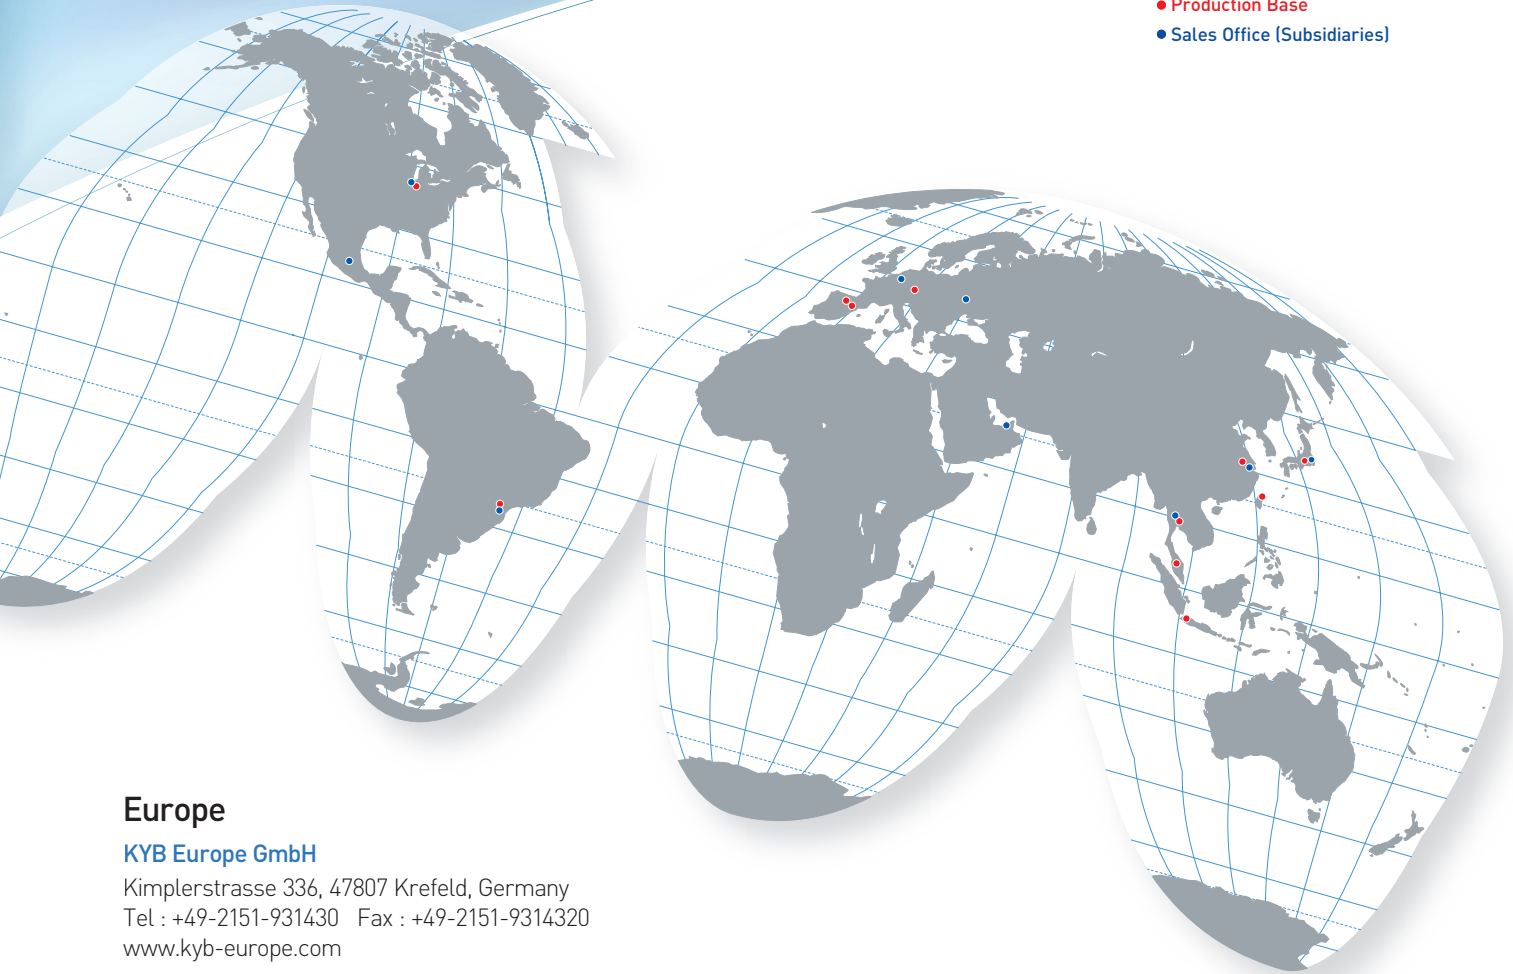 Production Base
Sales Office (Subsidiaries)
Europe
KYB Europe GmbH
Kimplerstrasse 336, 47807 Krefeld, Germany
Tel : +49-2151-931430 Fax : +49-2151-9314320
www.kyb-europe.com